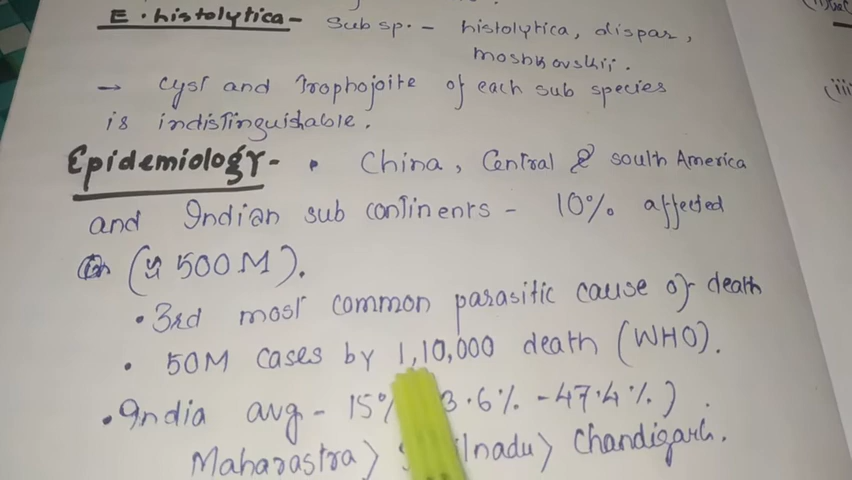 E. histolytica - Sub sp. - histolytica, dispar,
moshkovskii.
→ cyst and Trophojoite of each sub species
is indistinguishable.
Epidemiology - • China, Central & south America
and Indian sub continents - 10% affected
500M).
• 3rd most common parasitic cause of death
• 50M cases by 1,10,000 death (WHO).
• India avg - 15% 3.6% - 47.4%)
Maharastra > lnadu > Chandigarh.